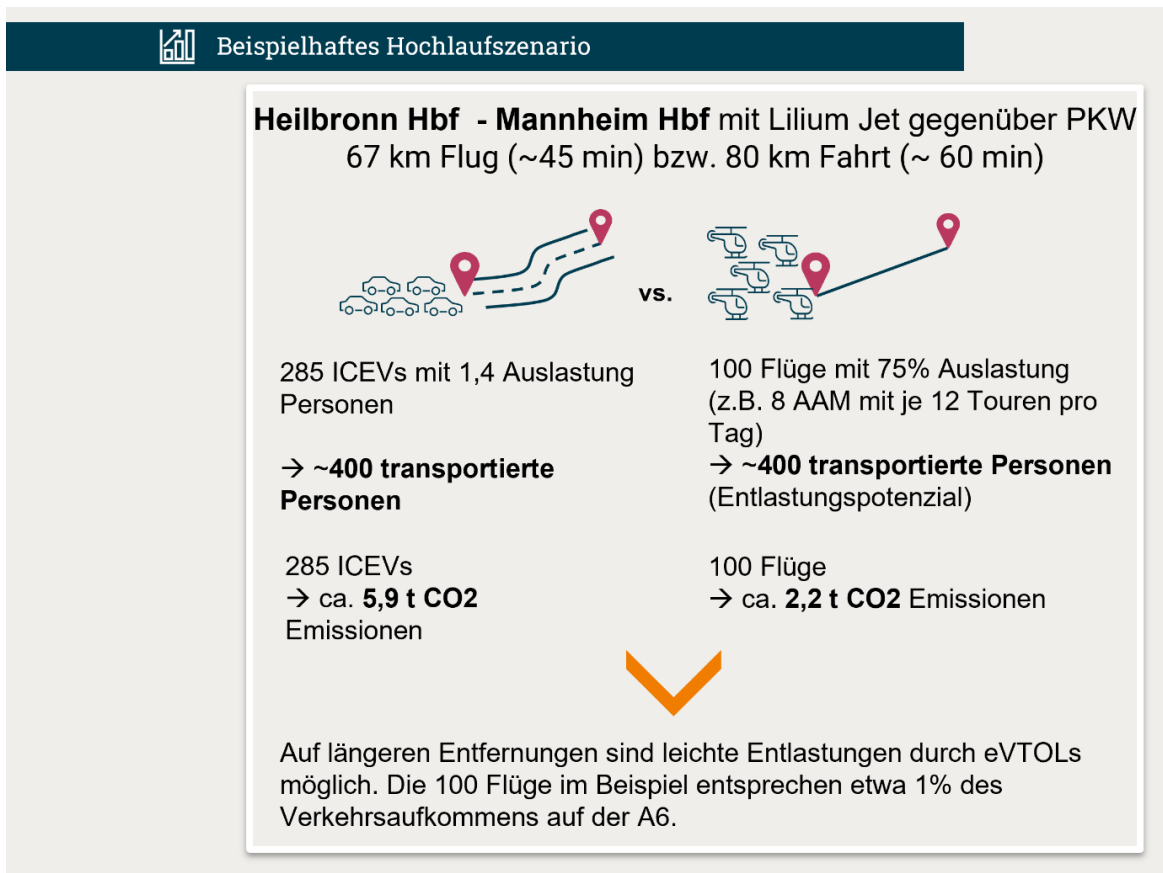 Beispielhaftes Hochlaufszenario
Heilbronn Hbf - Mannheim Hbf mit Lilium Jet gegenüber PKW
67 km Flug (~45 min) bzw. 80 km Fahrt (~ 60 min)
vs.
285 ICEVs mit 1,4 Auslastung
Personen
→ ~400 transportierte
Personen
285 ICEVs
→ ca. 5,9 t CO2
Emissionen
100 Flüge mit 75% Auslastung
(z.B. 8 AAM mit je 12 Touren pro
Tag)
→ ~400 transportierte Personen
(Entlastungspotenzial)
100 Flüge
→ ca. 2,2 t CO2 Emissionen
Auf längeren Entfernungen sind leichte Entlastungen durch eVTOLs
möglich. Die 100 Flüge im Beispiel entsprechen etwa 1% des
Verkehrsaufkommens auf der A6.